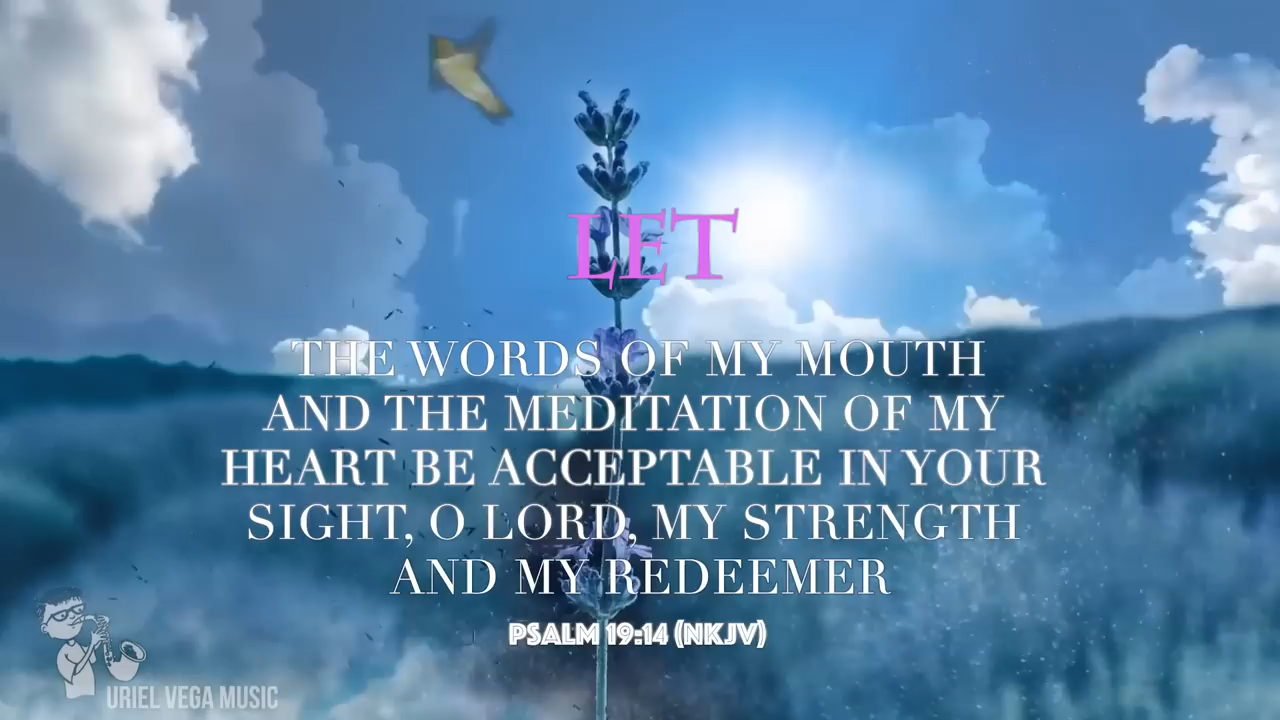 LET
THE WORDS OF MY MOUTH
AND THE MEDITATION OF MY
HEART BE ACCEPTABLE IN YOUR
SIGHT, O LORD, MY STRENGTH
AND MY REDEEMER
PSALM 19:14 (NKJV)
URIEL VEGA MUSIC